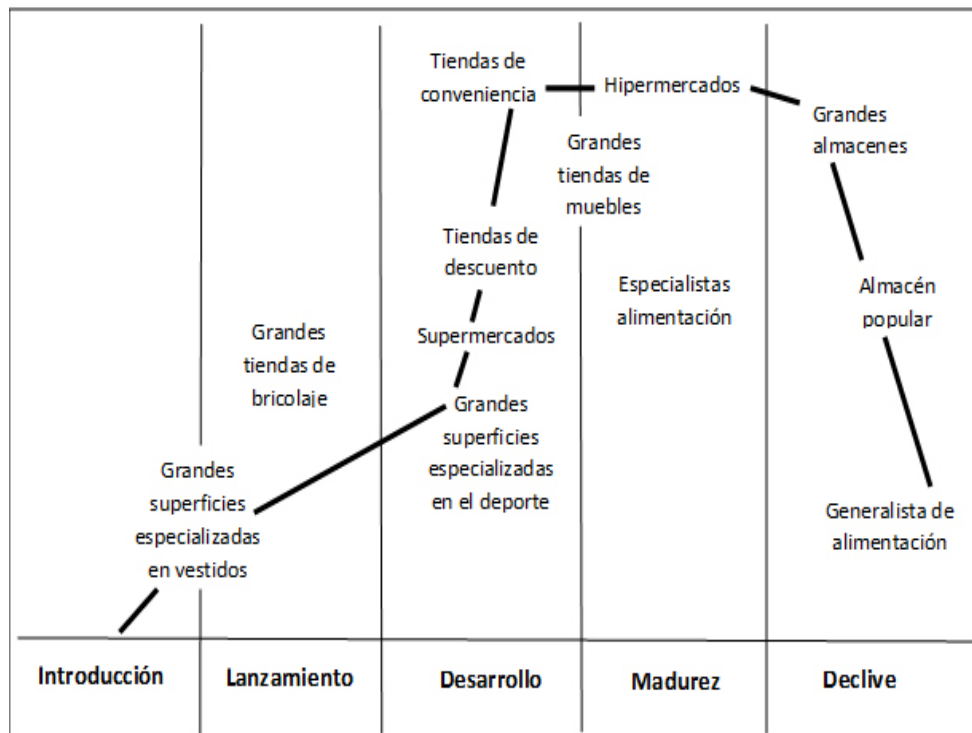 Tiendas de
conveniencia
Hipermercados
Grandes
almacenes
Grandes
tiendas de
muebles
Tiendas de
descuento
Especialistas
alimentación
Almacén
popular
Grandes
tiendas de
bricolaje
Supermercados
Grandes
superficies
especializadas
en el deporte
Grandes
superficies
especializadas
en vestidos
Generalista de
alimentación
Introducción
Lanzamiento
Desarrollo
Madurez
Declive